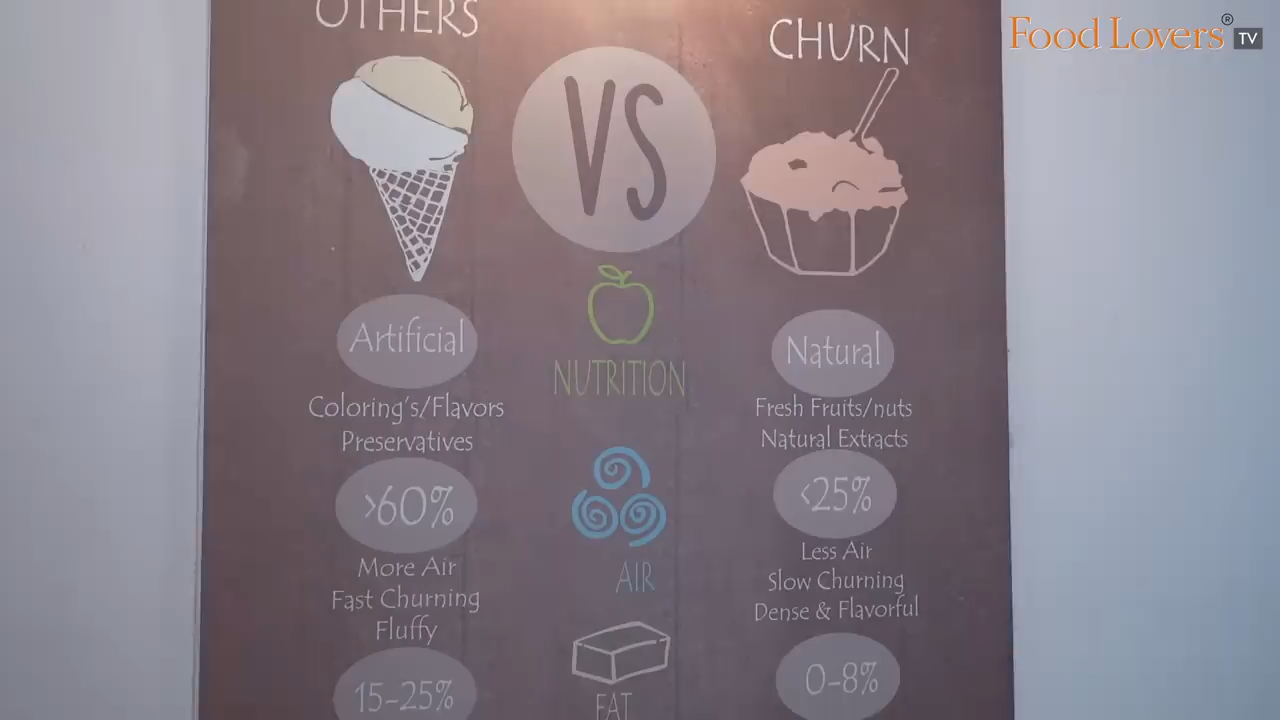 OTHERS
VS
CHURN
Food Lovers® TV
Artificial
Coloring's/Flavors
Preservatives
NUTRITION
Natural
Fresh Fruits/nuts
Natural Extracts
>60%
More Air
Fast Churning
Fluffy
AIR
<25%
Less Air
Slow Churning
Dense & Flavorful
15-25%
FAT
0-8%